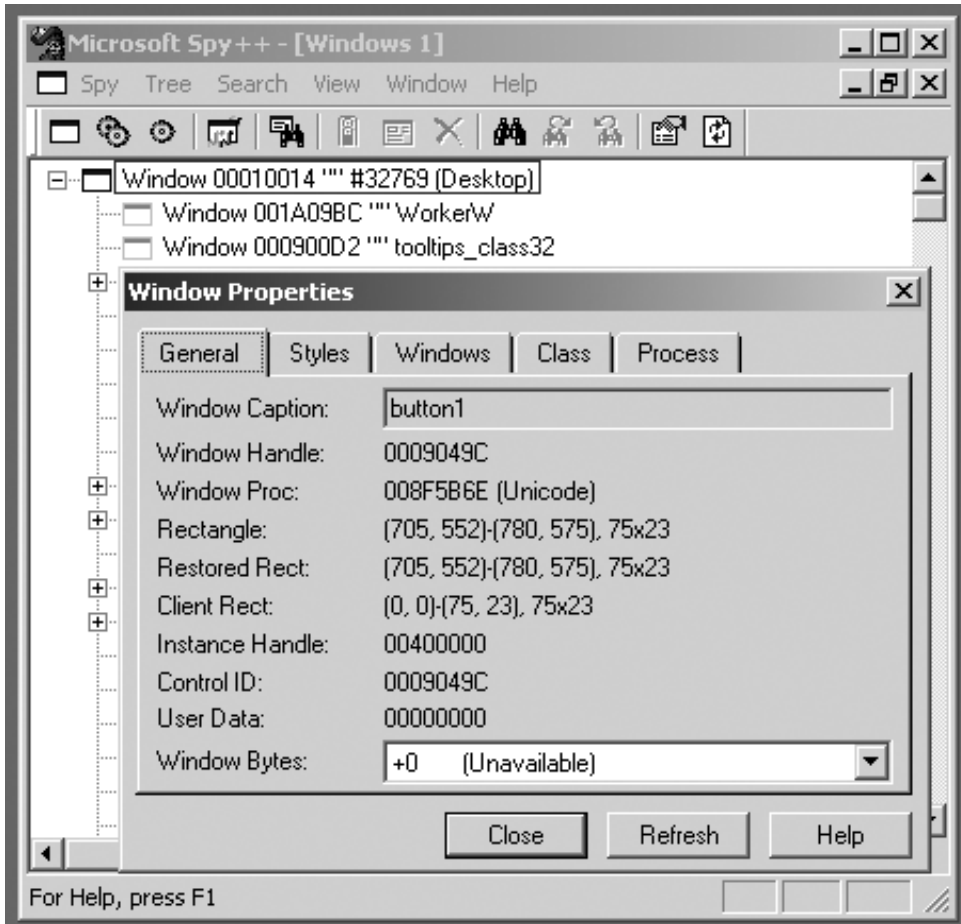 Microsoft Spy++ - [Windows 1]
Spy Tree Search View Window Help
Window 00010014 "" #32769 (Desktop)
Window 001A09BC "" WorkerW
Window 000900D2 "" tooltips_class32
Window Properties
General Styles Windows Class Process
Window Caption: button1
Window Handle: 0009049C
Window Proc: 008F5B6E (Unicode)
Rectangle: (705, 552)-(780, 575), 75x23
Restored Rect: (705, 552)-(780, 575), 75x23
Client Rect: (0, 0)-(75, 23), 75x23
Instance Handle: 00400000
Control ID: 0009049C
User Data: 00000000
Window Bytes: +0 (Unavailable)
Close Refresh Help
For Help, press F1